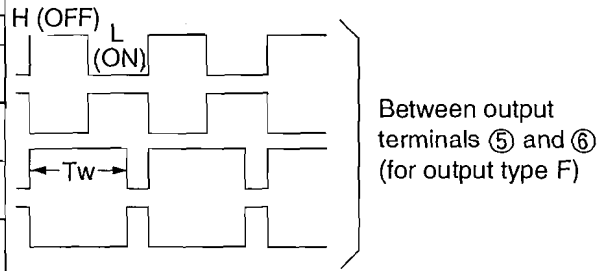 H (OFF)
L
(ON)
Tw
Between output
terminals ⑤ and ⑥
(for output type F)